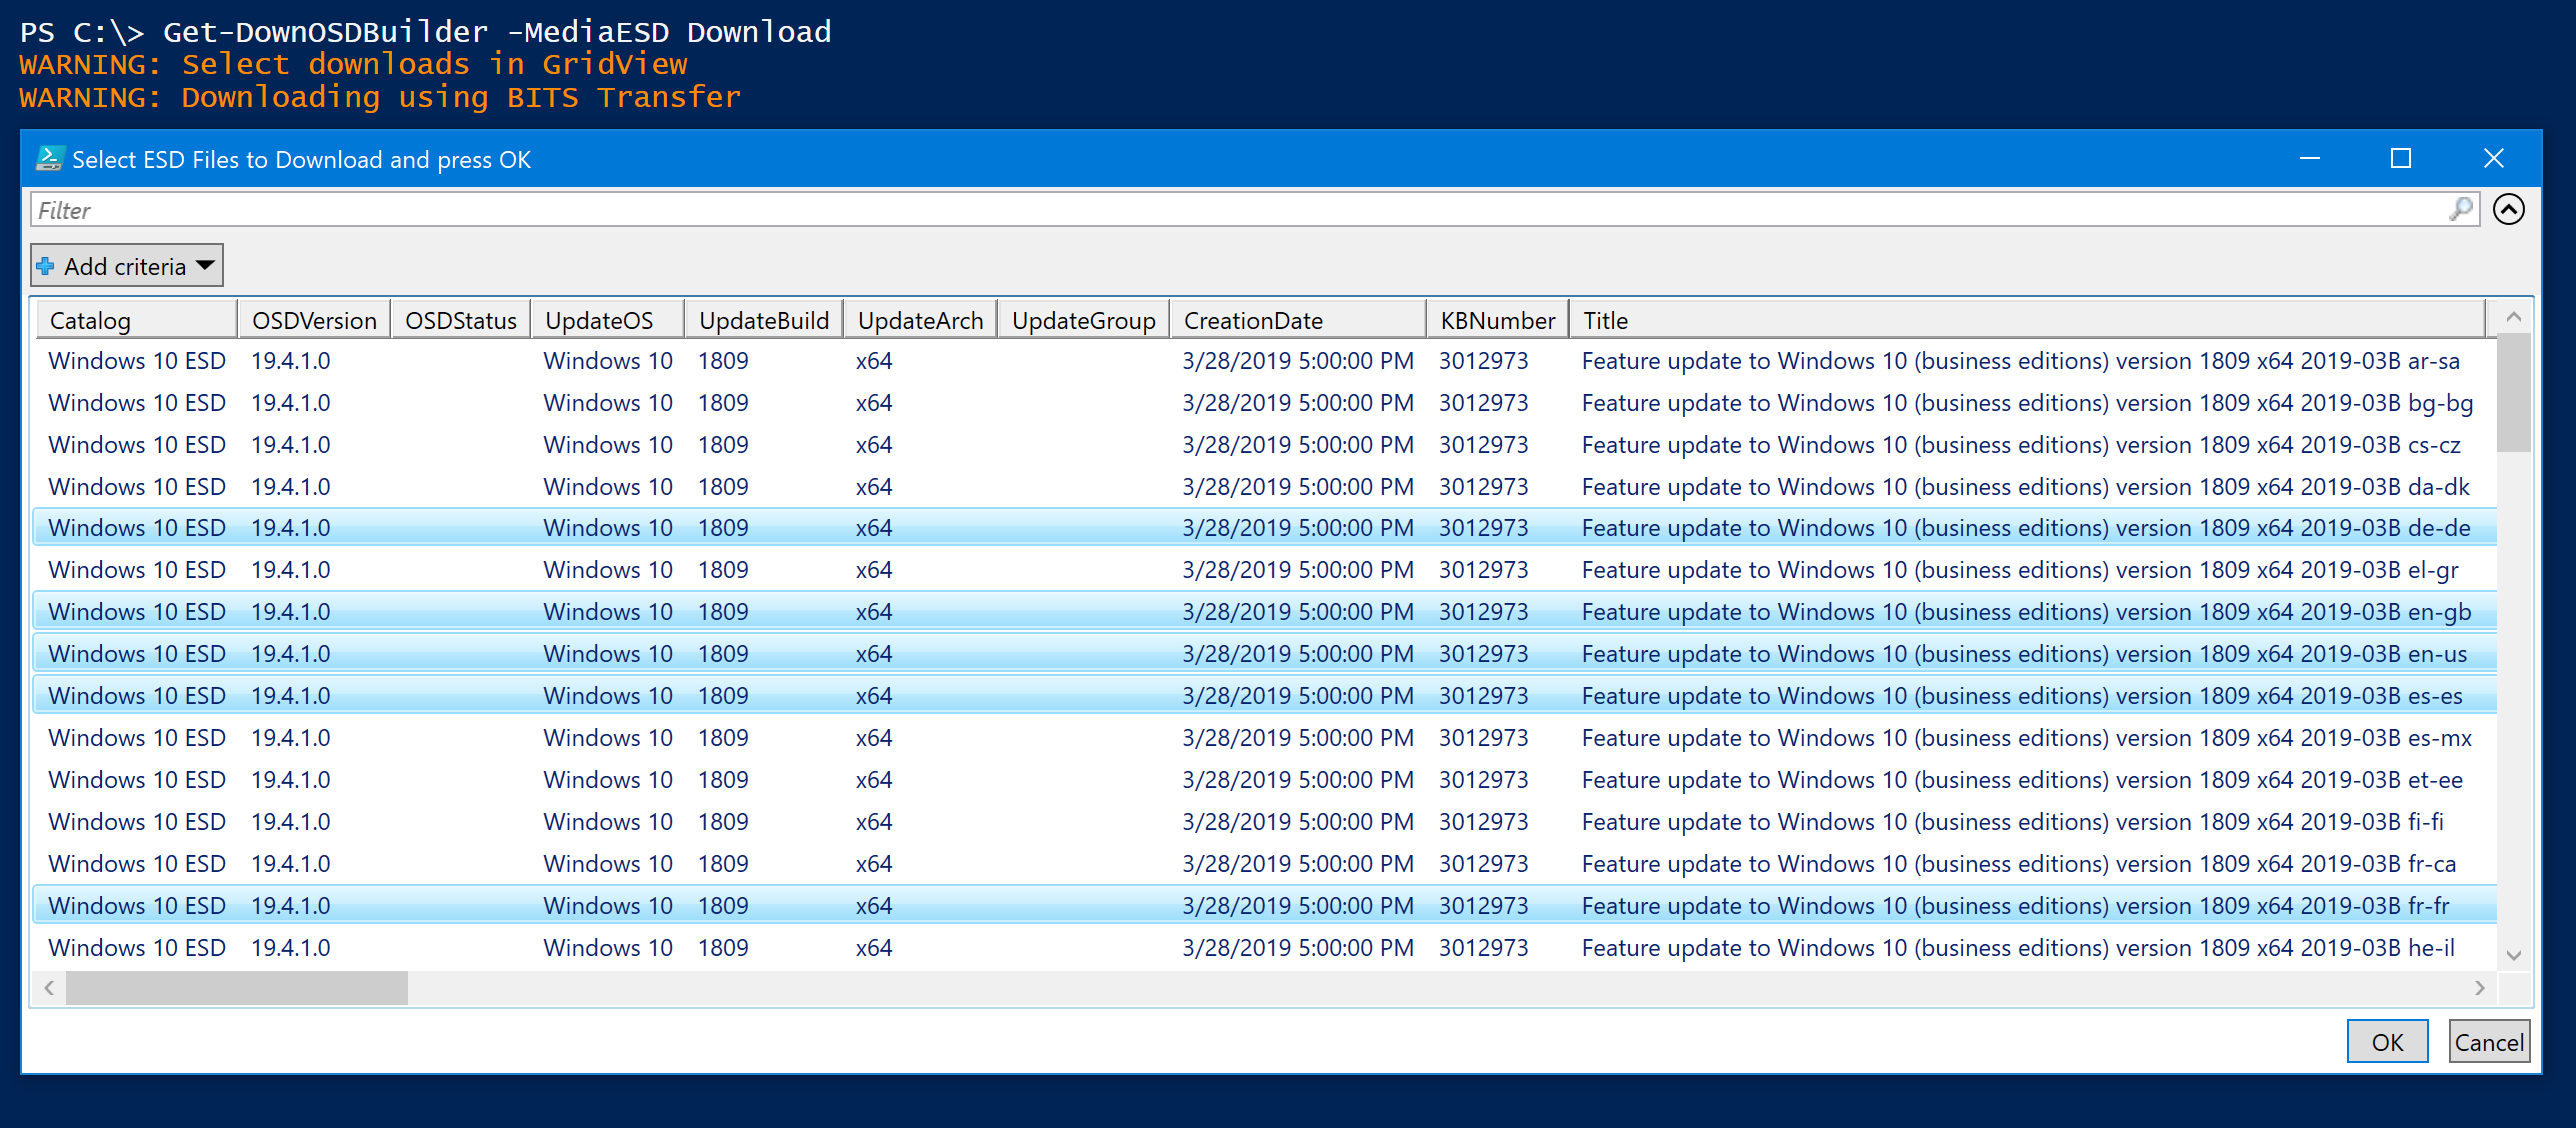 PS C:\> Get-DownOSDBuilder -MediaESD Download
WARNING: Select downloads in GridView
WARNING: Downloading using BITS Transfer
Select ESD Files to Download and press OK
Filter
Add criteria
Catalog OSDVersion OSDStatus UpdateOS UpdateBuild UpdateArch UpdateGroup CreationDate KBNumber Title
Windows 10 ESD 19.4.1.0 Windows 10 1809 x64 3/28/2019 5:00:00 PM 3012973 Feature update to Windows 10 (business editions) version 1809 x64 2019-03B ar-sa
Windows 10 ESD 19.4.1.0 Windows 10 1809 x64 3/28/2019 5:00:00 PM 3012973 Feature update to Windows 10 (business editions) version 1809 x64 2019-03B bg-bg
Windows 10 ESD 19.4.1.0 Windows 10 1809 x64 3/28/2019 5:00:00 PM 3012973 Feature update to Windows 10 (business editions) version 1809 x64 2019-03B cs-cz
Windows 10 ESD 19.4.1.0 Windows 10 1809 x64 3/28/2019 5:00:00 PM 3012973 Feature update to Windows 10 (business editions) version 1809 x64 2019-03B da-dk
Windows 10 ESD 19.4.1.0 Windows 10 1809 x64 3/28/2019 5:00:00 PM 3012973 Feature update to Windows 10 (business editions) version 1809 x64 2019-03B de-de
Windows 10 ESD 19.4.1.0 Windows 10 1809 x64 3/28/2019 5:00:00 PM 3012973 Feature update to Windows 10 (business editions) version 1809 x64 2019-03B el-gr
Windows 10 ESD 19.4.1.0 Windows 10 1809 x64 3/28/2019 5:00:00 PM 3012973 Feature update to Windows 10 (business editions) version 1809 x64 2019-03B en-gb
Windows 10 ESD 19.4.1.0 Windows 10 1809 x64 3/28/2019 5:00:00 PM 3012973 Feature update to Windows 10 (business editions) version 1809 x64 2019-03B en-us
Windows 10 ESD 19.4.1.0 Windows 10 1809 x64 3/28/2019 5:00:00 PM 3012973 Feature update to Windows 10 (business editions) version 1809 x64 2019-03B es-es
Windows 10 ESD 19.4.1.0 Windows 10 1809 x64 3/28/2019 5:00:00 PM 3012973 Feature update to Windows 10 (business editions) version 1809 x64 2019-03B es-mx
Windows 10 ESD 19.4.1.0 Windows 10 1809 x64 3/28/2019 5:00:00 PM 3012973 Feature update to Windows 10 (business editions) version 1809 x64 2019-03B et-ee
Windows 10 ESD 19.4.1.0 Windows 10 1809 x64 3/28/2019 5:00:00 PM 3012973 Feature update to Windows 10 (business editions) version 1809 x64 2019-03B fi-fi
Windows 10 ESD 19.4.1.0 Windows 10 1809 x64 3/28/2019 5:00:00 PM 3012973 Feature update to Windows 10 (business editions) version 1809 x64 2019-03B fr-ca
Windows 10 ESD 19.4.1.0 Windows 10 1809 x64 3/28/2019 5:00:00 PM 3012973 Feature update to Windows 10 (business editions) version 1809 x64 2019-03B fr-fr
Windows 10 ESD 19.4.1.0 Windows 10 1809 x64 3/28/2019 5:00:00 PM 3012973 Feature update to Windows 10 (business editions) version 1809 x64 2019-03B he-il
OK Cancel